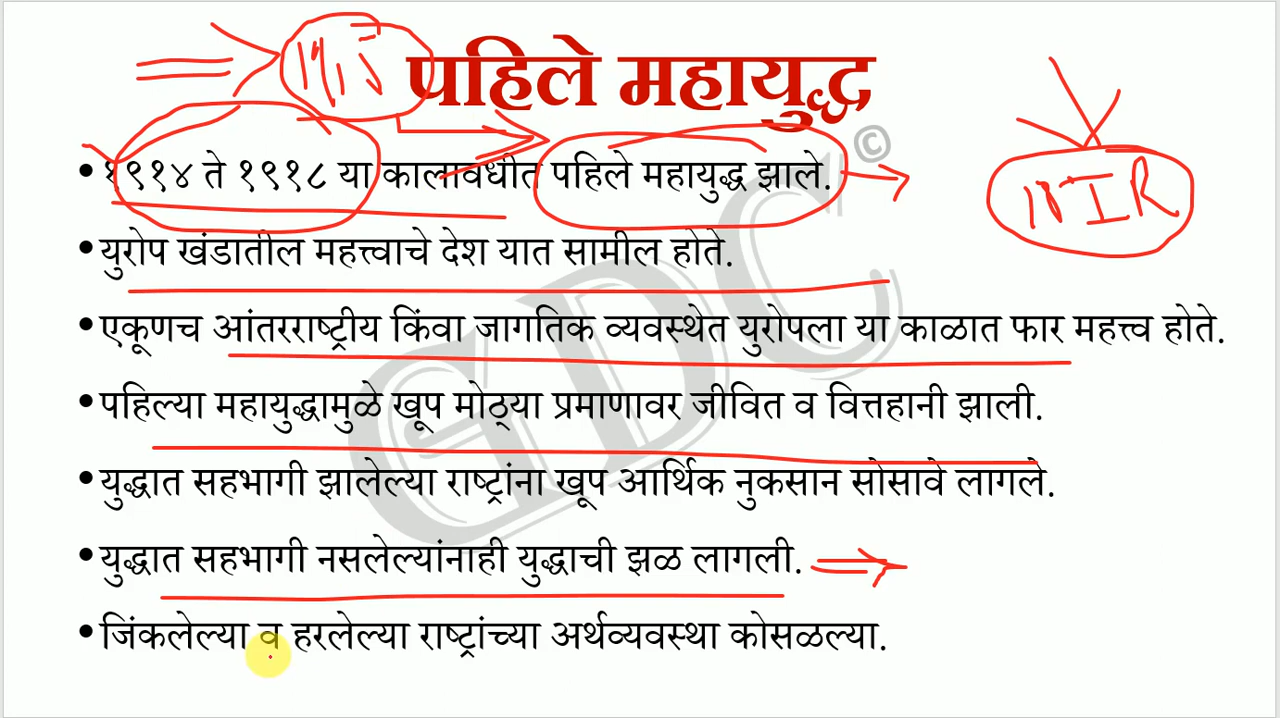 पहिले महायुद्ध
©
• १९१४ ते १९१८ या कालावधीत पहिले महायुद्ध झाले.
• युरोप खंडातील महत्त्वाचे देश यात सामील होते.
• एकूणच आंतरराष्ट्रीय किंवा जागतिक व्यवस्थेत युरोपला या काळात फार महत्त्व होते.
• पहिल्या महायुद्धामुळे खूप मोठ्या प्रमाणावर जीवित व वित्तहानी झाली.
• युद्धात सहभागी झालेल्या राष्ट्रांना खूप आर्थिक नुकसान सोसावे लागले.
• युद्धात सहभागी नसलेल्यांनाही युद्धाची झळ लागली.
• जिंकलेल्या व हरलेल्या राष्ट्रांच्या अर्थव्यवस्था कोसळल्या.
GDC